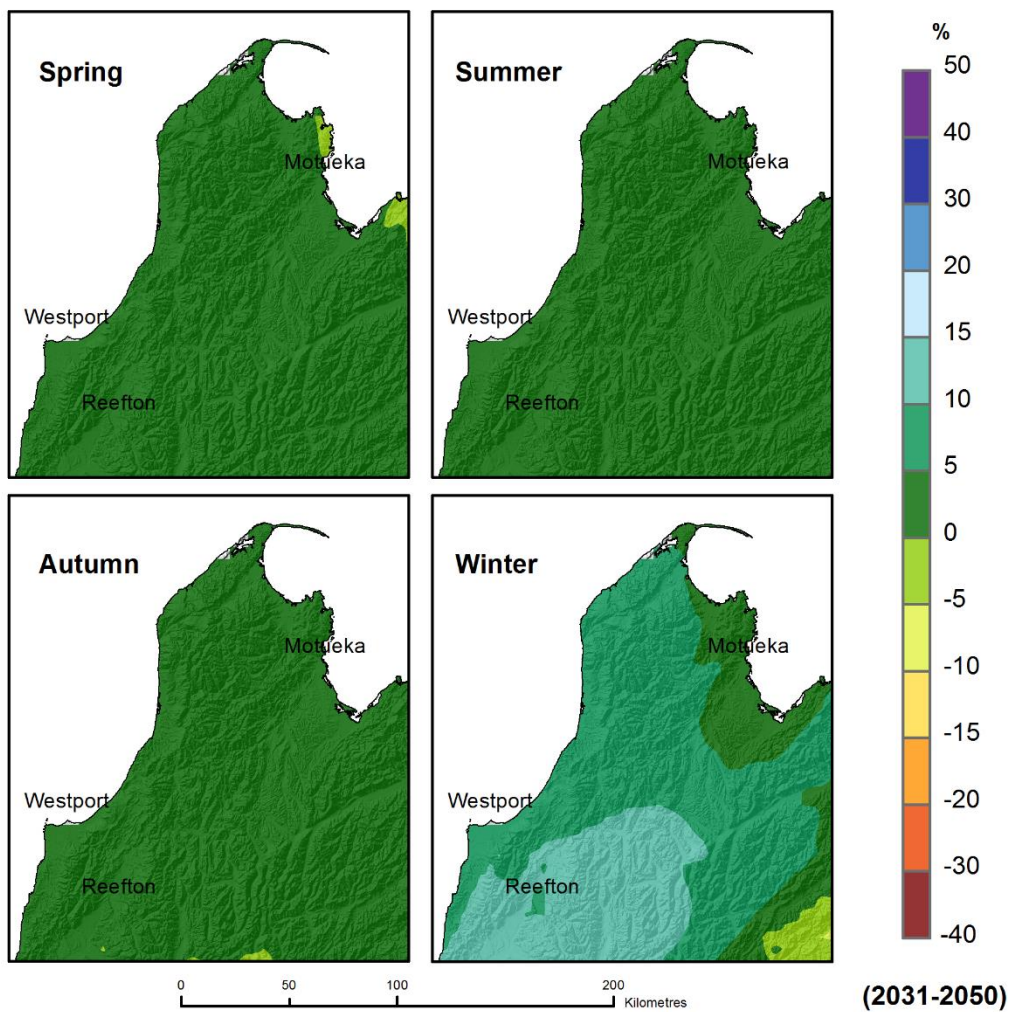 Spring
Motueka
Westport
Reefton
Summer
Motueka
Westport
Reefton
Autumn
Motueka
Westport
Reefton
Winter
Motueka
Westport
Reefton
%
50
40
30
20
15
10
5
0
-5
-10
-15
-20
-30
-40
0 50 100 200
Kilometres
(2031-2050)